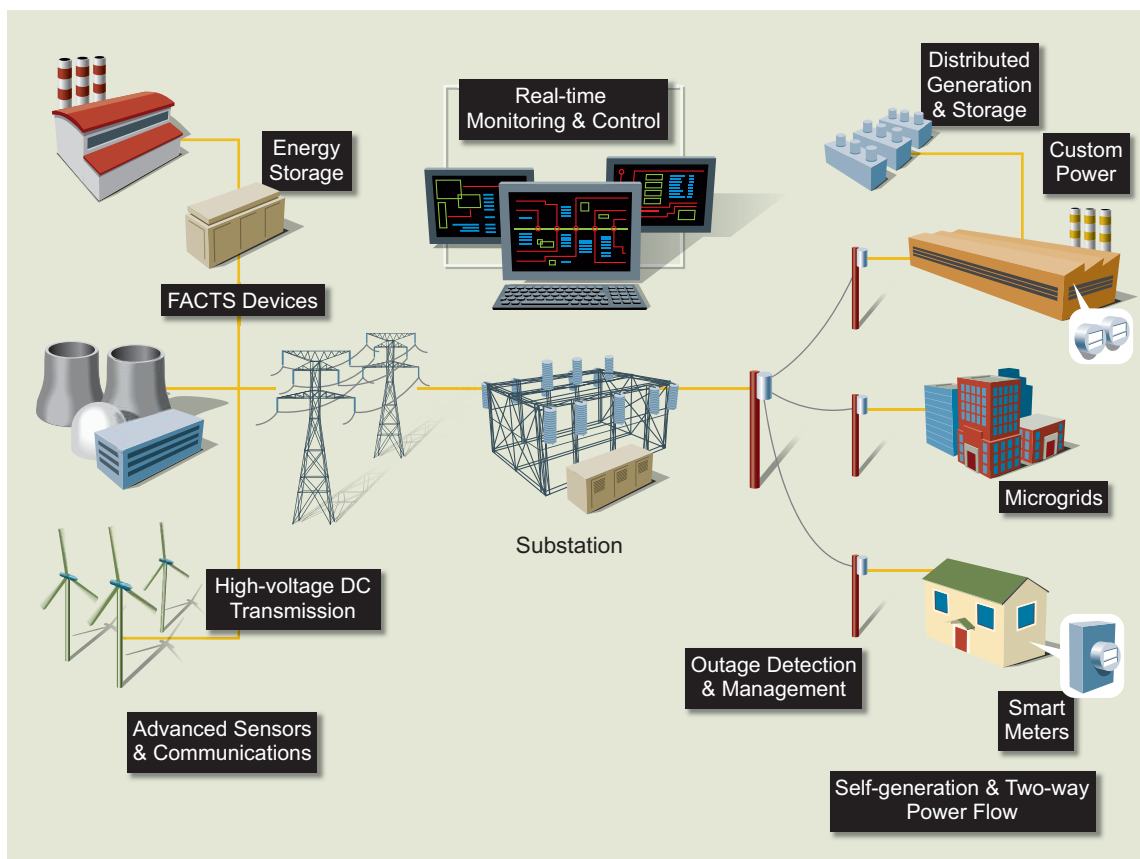 Distributed
Generation
& Storage
Real-time
Monitoring & Control
Energy
Storage
Custom
Power
FACTS Devices
Microgrids
Substation
High-voltage DC
Transmission
Outage Detection
& Management
Smart
Meters
Advanced Sensors
& Communications
Self-generation & Two-way
Power Flow